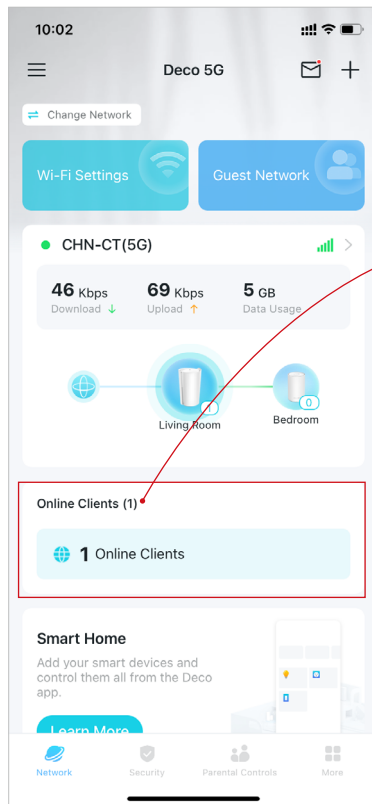 10:02
Deco 5G
Change Network
Wi-Fi Settings
Guest Network
CHN-CT(5G)
46 Kbps
69 Kbps
5 GB
Download ↓
Upload ↑
Data Usage
1
0
Living Room
Bedroom
Online Clients (1)
1 Online Clients
Smart Home
Add your smart devices and
control them all from the Deco
app.
Learn More
Network
Security
Parental Controls
More